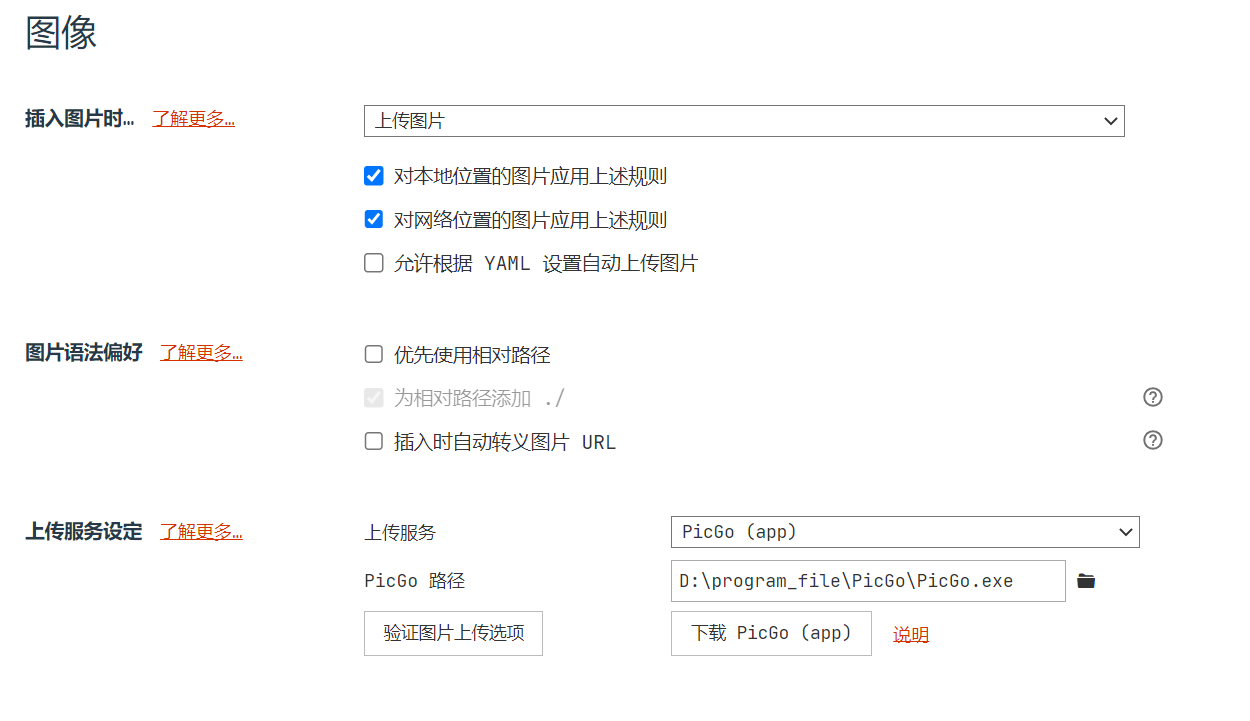 图像
插入图片时… 了解更多… 上传图片
对本地位置的图片应用上述规则
对网络位置的图片应用上述规则
允许根据 YAML 设置自动上传图片
图片语法偏好 了解更多… 优先使用相对路径
为相对路径添加 ./
插入时自动转义图片 URL
上传服务设定 了解更多… 上传服务 PicGo (app)
PicGo 路径 D:\program_file\PicGo\PicGo.exe
验证图片上传选项 下载 PicGo (app) 说明